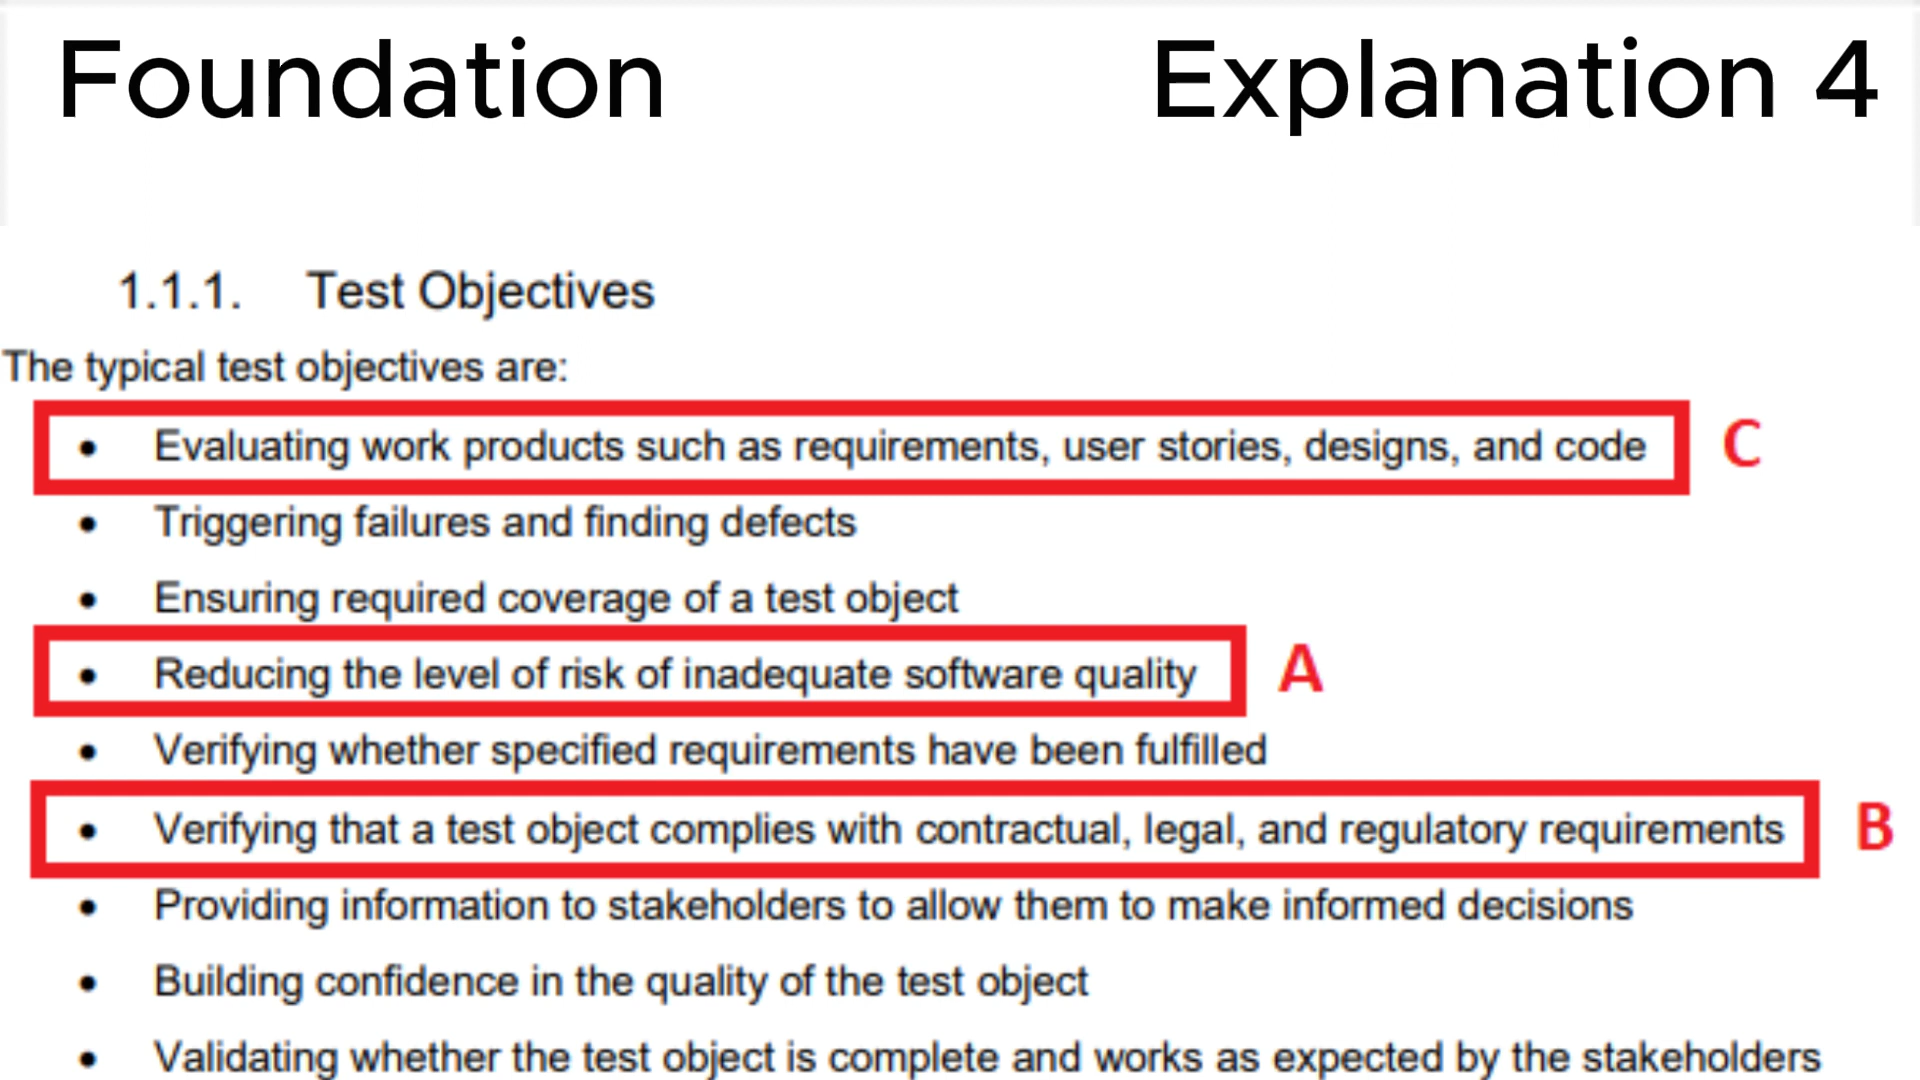 Foundation Explanation 4
1.1.1. Test Objectives
The typical test objectives are:
• Evaluating work products such as requirements, user stories, designs, and code C
• Triggering failures and finding defects
• Ensuring required coverage of a test object
• Reducing the level of risk of inadequate software quality A
• Verifying whether specified requirements have been fulfilled
• Verifying that a test object complies with contractual, legal, and regulatory requirements B
• Providing information to stakeholders to allow them to make informed decisions
• Building confidence in the quality of the test object
• Validating whether the test object is complete and works as expected by the stakeholders